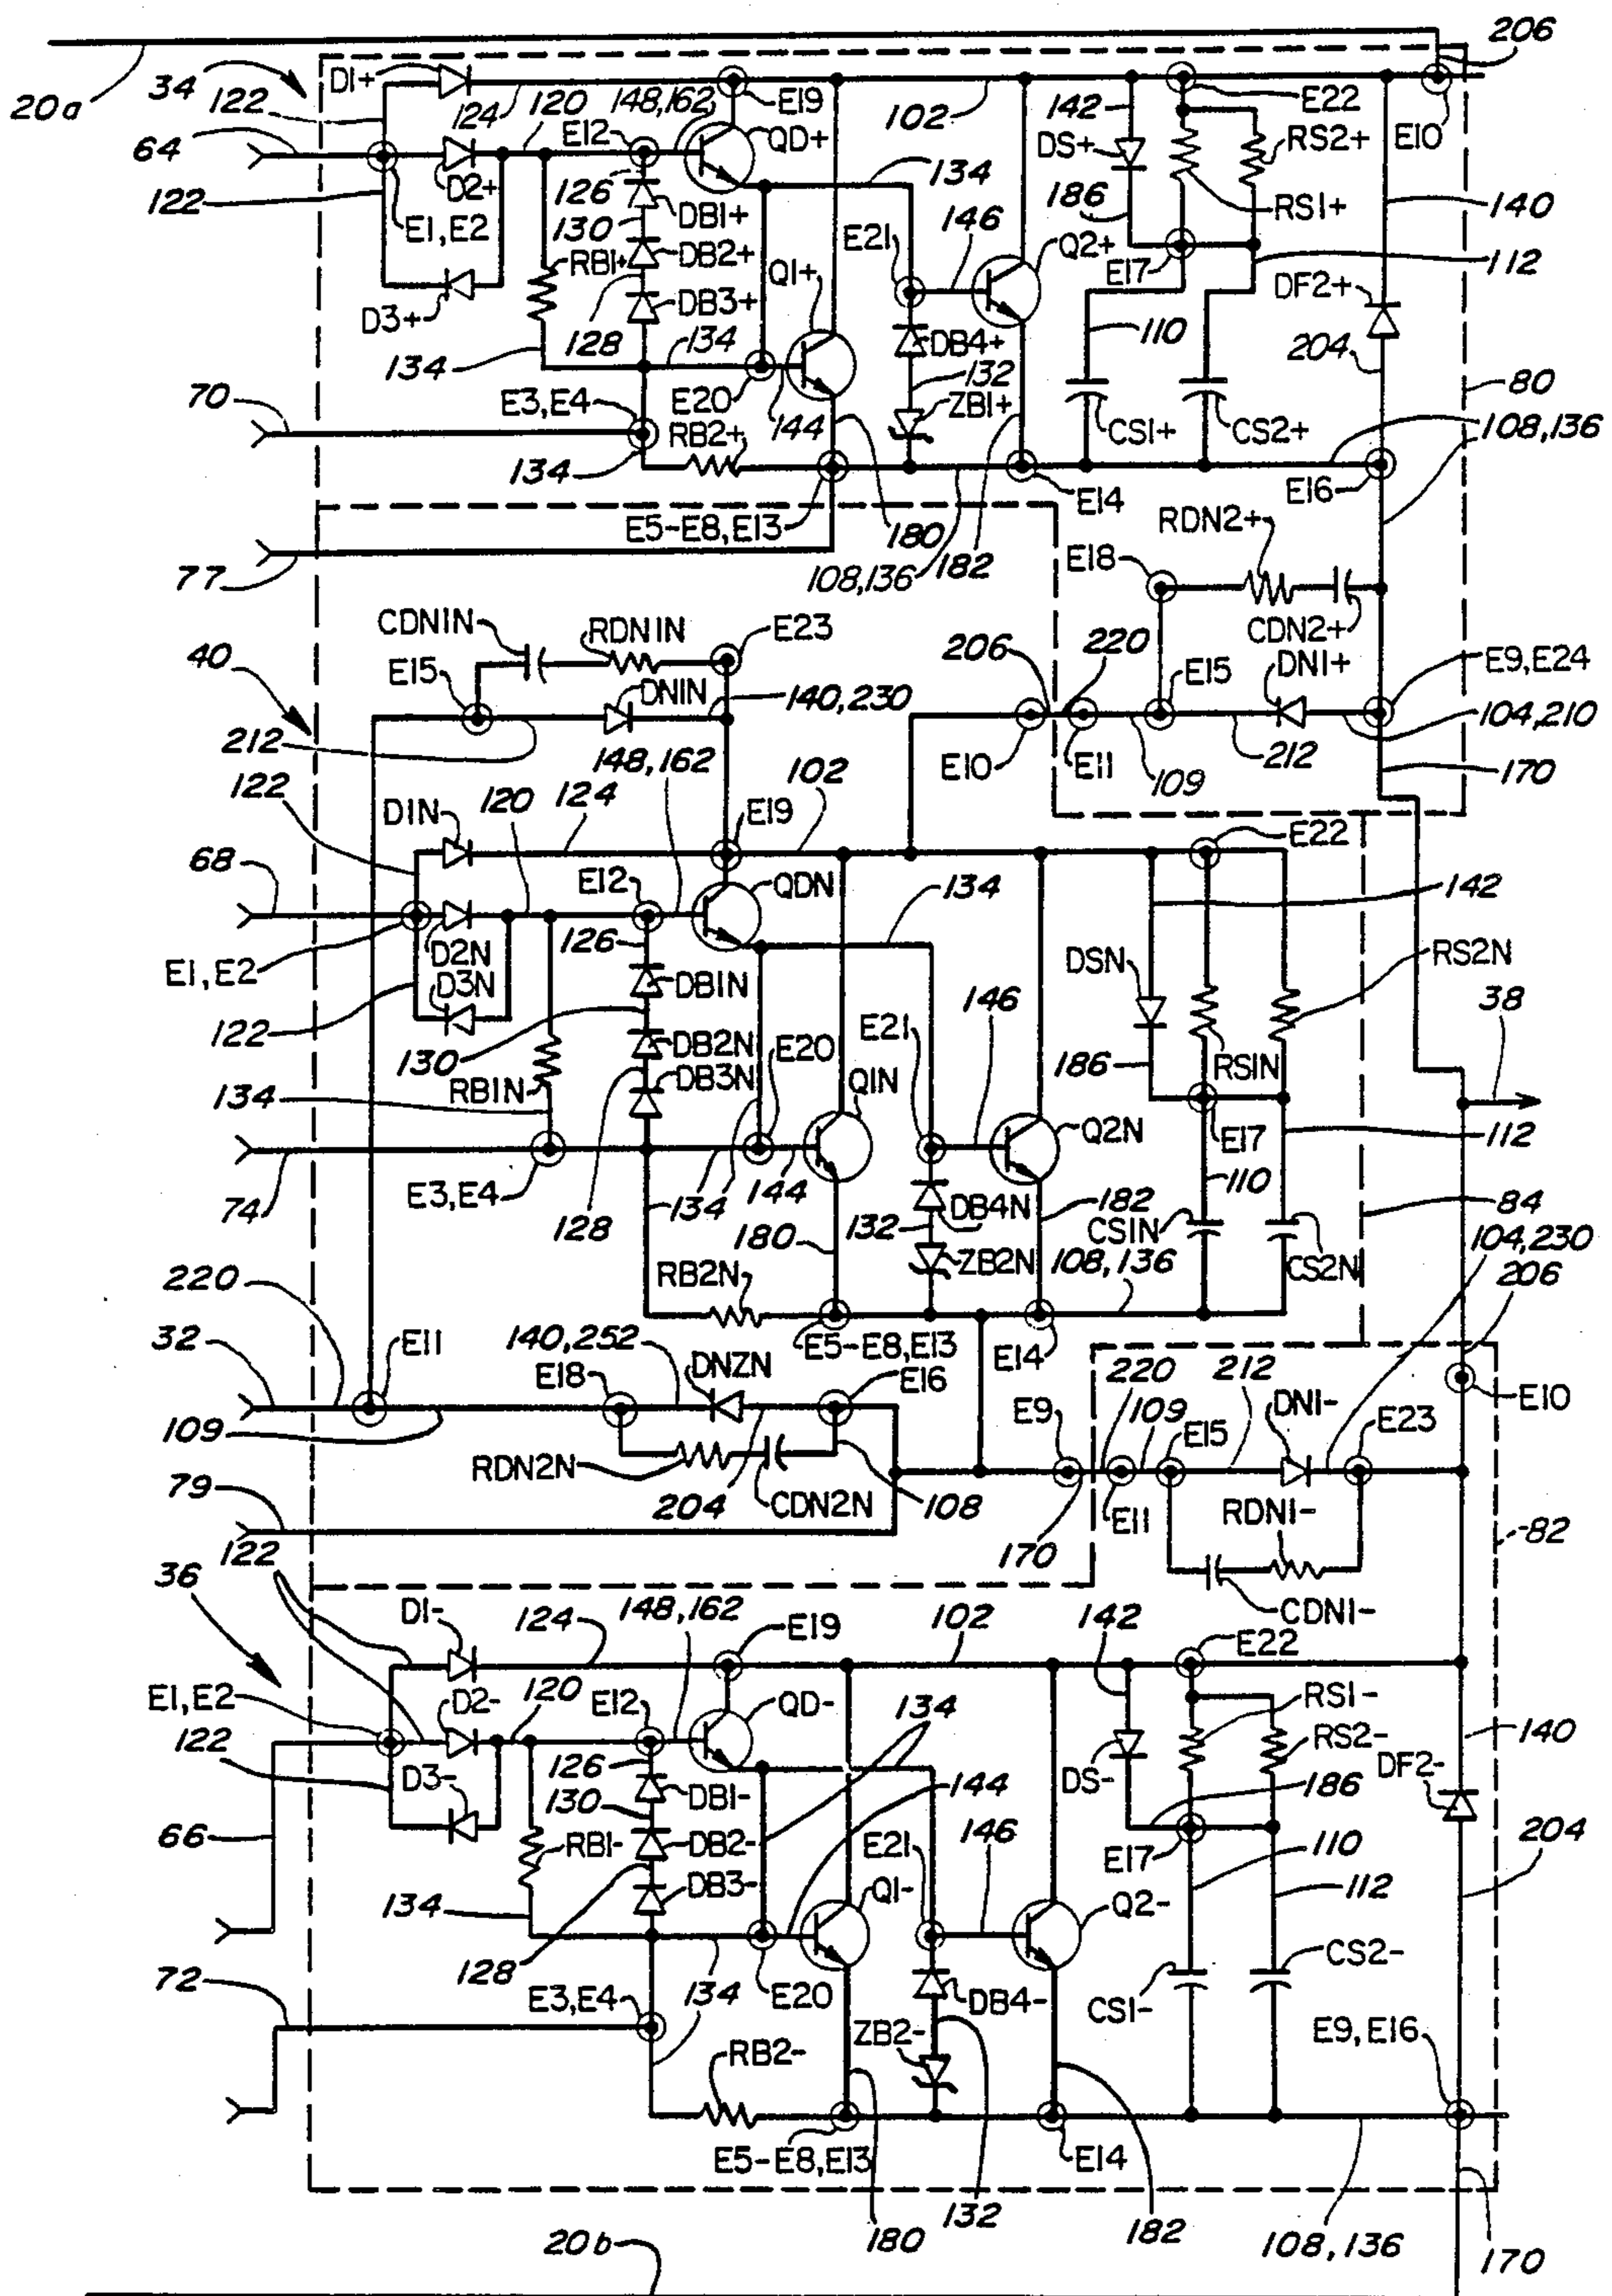 206
D1+
34
122
124
120
148,162
E19
102
142
E22
20a
E12
QD+
DS+
RS2+
E10
64
D2+
126
134
122
E1, E2
DB1+
186
RS1+
140
130
E21
146
RB1+
DB2+
Q1+
Q2+
E17
112
D3+
DB3+
DF2+
134
128
134
DB4+
110
204
70
E3, E4
E20
132
80
RB2+
144
ZB1+
CS1+
CS2+
108,136
134
E14
E16
E5-E8, E13
180
RDN2+
77
108,136
182
E18
CDN1N
RDN1N
E23
CDN2+
40
E15
DN1N
140,230
206
220
DN1+
E9, E24
E15
104,210
212
148,162
102
E10
E11
109
212
170
122
D1N
120
124
E19
E22
68
E12
QDN
134
142
D2N
126
E1, E2
D3N
DSN
RS2N
122
DB1N
E21
146
38
130
DB2N
E20
RB1N
DB3N
Q1N
186
RS1N
134
Q2N
E17
112
74
E3, E4
128
134
144
132
DB4N
182
110
84
180
CS1N
104,230
220
RB2N
ZB2N
108,136
CS2N
206
32
E11
140,252
DNZN
E5-E8, E13
E14
E18
E16
220
212
DN1-
E10
109
E9
109
E15
E23
RDN2N
204
CDN2N
108
79
E11
RDN1-
82
122
170
36
D1-
148,162
CDN1-
124
E19
102
142
E22
E1, E2
D2-
120
E12
QD-
134
RS1-
122
126
RS2-
140
D3-
DB1-
144
DS-
186
DF2-
130
66
RB1-
DB2-
E21
146
E17
110
204
DB3-
Q1-
Q2-
112
134
128
E20
CS2-
72
E3, E4
134
DB4-
CS1-
ZB2-
E9, E16
RB2-
E5-E8, E13
E14
132
180
182
108,136
170
20b